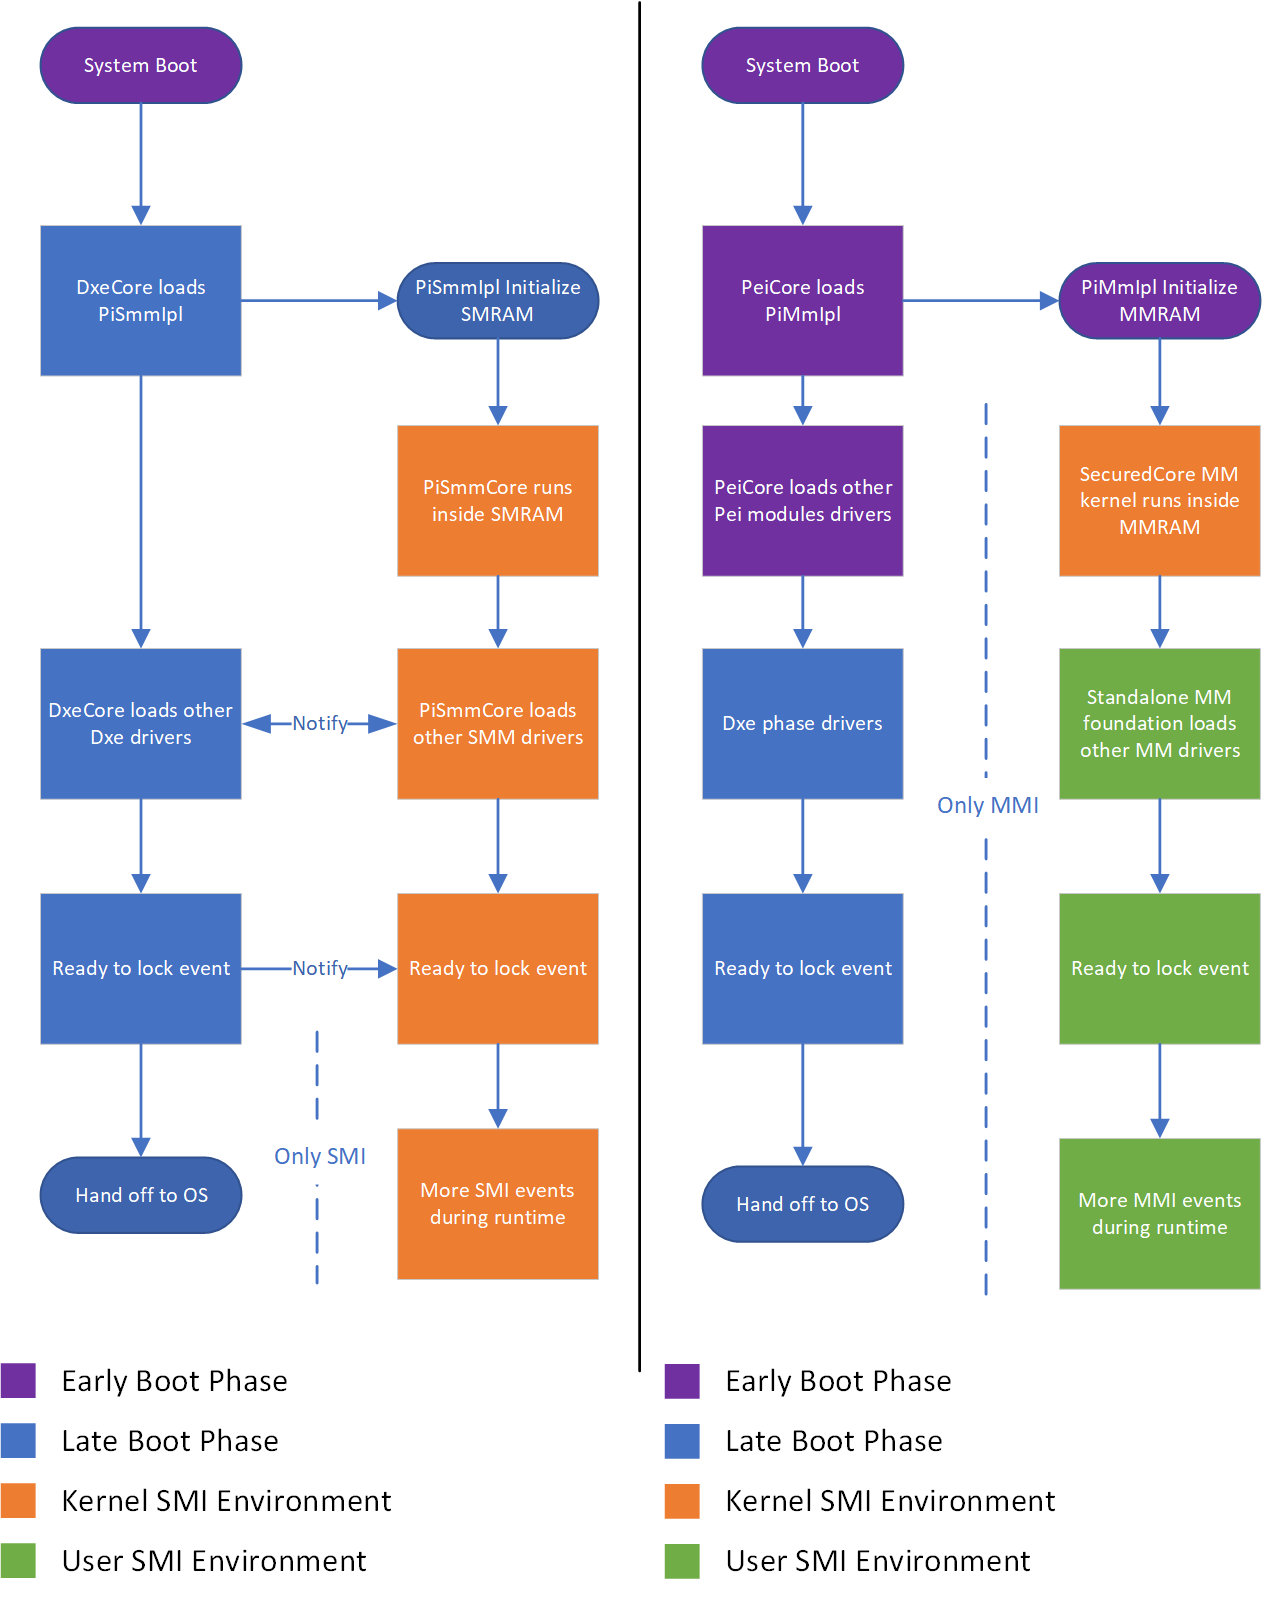 System Boot
DxeCore loads
PiSmmIpl
PiSmmIpl Initialize
SMRAM
PiSmmCore runs
inside SMRAM
DxeCore loads other
Dxe drivers
Notify
PiSmmCore loads
other SMM drivers
Ready to lock event
Notify
Ready to lock event
Only SMI
Hand off to OS
More SMI events
during runtime
Early Boot Phase
Late Boot Phase
Kernel SMI Environment
User SMI Environment
System Boot
PeiCore loads
PiMmIpl
PiMmIpl Initialize
MMRAM
PeiCore loads other
Pei modules drivers
SecuredCore MM
kernel runs inside
MMRAM
Dxe phase drivers
Standalone MM
foundation loads
other MM drivers
Only MMI
Ready to lock event
Ready to lock event
Hand off to OS
More MMI events
during runtime
Early Boot Phase
Late Boot Phase
Kernel SMI Environment
User SMI Environment